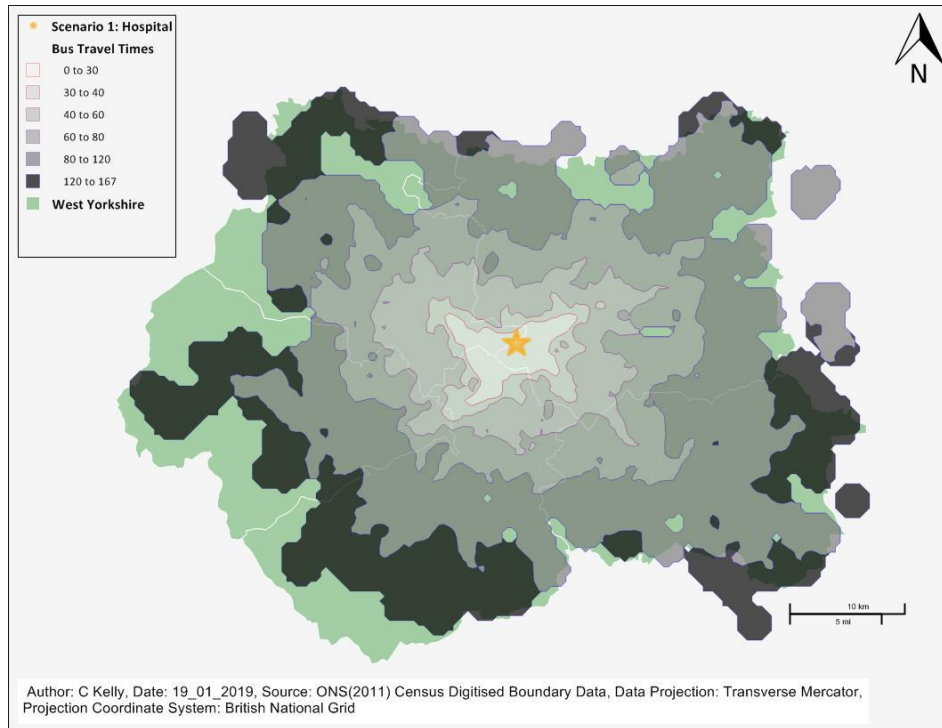 Scenario 1: Hospital
Bus Travel Times
0 to 30
30 to 40
40 to 60
60 to 80
80 to 120
120 to 167
West Yorkshire
N
10 km
5 mi
Author: C Kelly, Date: 19_01_2019, Source: ONS(2011) Census Digitised Boundary Data, Data Projection: Transverse Mercator,
Projection Coordinate System: British National Grid